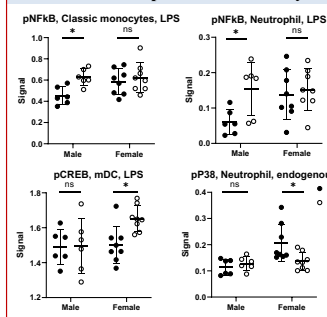 pNFkB, Classic monocytes, LPS
1.0
0.8
0.6
0.4
0.2
0.0
Signal
*
ns
Male
Female
pNFkB, Neutrophil, LPS
0.3
0.2
0.1
0.0
Signal
*
ns
Male
Female
pCREB, mDC, LPS
1.8
1.6
1.4
1.2
Signal
ns
*
Male
Female
pP38, Neutrophil, endogenou
0.4
0.3
0.2
0.1
0.0
Signal
ns
*
Male
Female